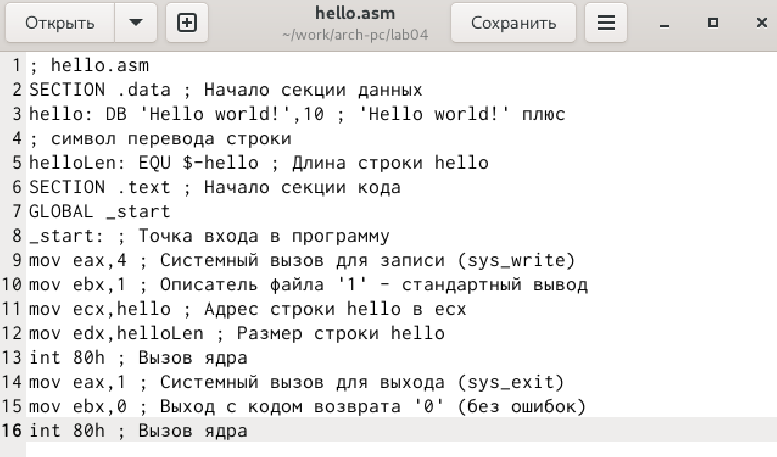 Открыть
hello.asm
~/work/arch-pc/lab04
Сохранить
1 ; hello.asm
2 SECTION .data ; Начало секции данных
3 hello: DB 'Hello world!',10 ; 'Hello world!' плюс
4 ; символ перевода строки
5 helloLen: EQU $-hello ; Длина строки hello
6 SECTION .text ; Начало секции кода
7 GLOBAL _start
8 _start: ; Точка входа в программу
9 mov eax,4 ; Системный вызов для записи (sys_write)
10 mov ebx,1 ; Описатель файла '1' - стандартный вывод
11 mov ecx,hello ; Адрес строки hello в ecx
12 mov edx,helloLen ; Размер строки hello
13 int 80h ; Вызов ядра
14 mov eax,1 ; Системный вызов для выхода (sys_exit)
15 mov ebx,0 ; Выход с кодом возврата '0' (без ошибок)
16 int 80h ; Вызов ядра